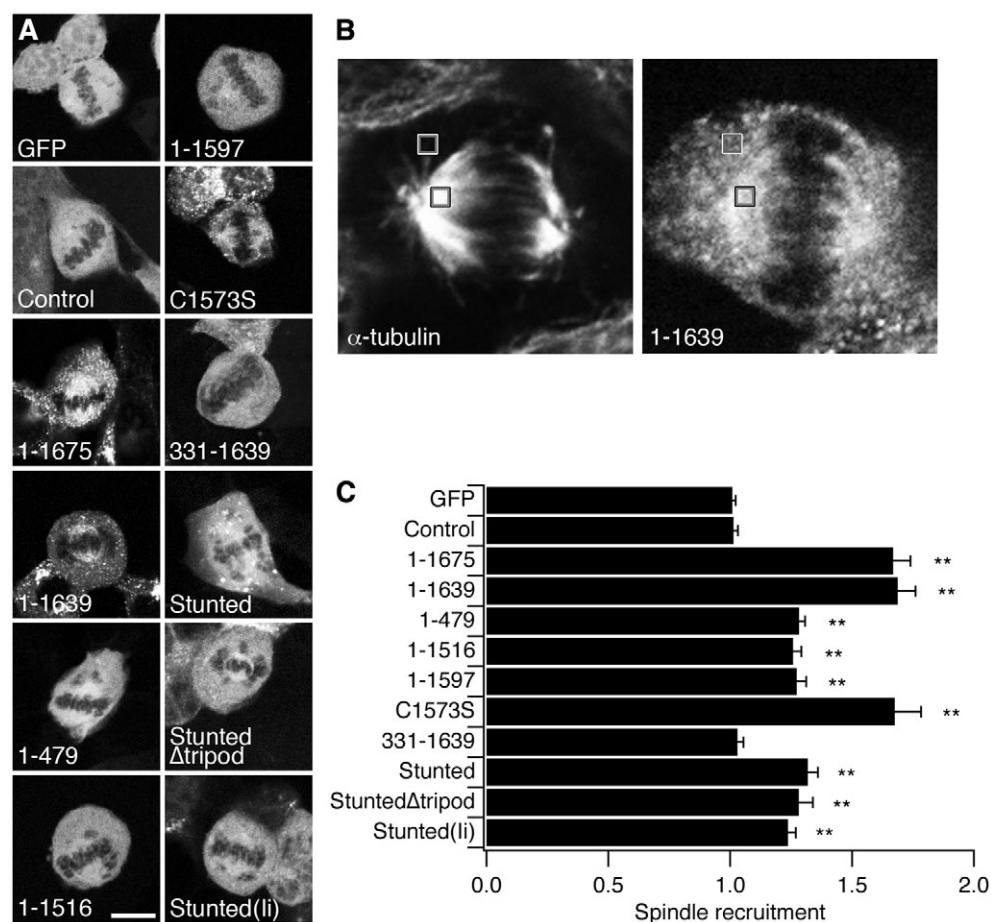 A
GFP
1-1597
Control
C1573S
1-1675
331-1639
1-1639
Stunted
1-479
Stunted
Δtripod
1-1516
Stunted(li)
B
α-tubulin
1-1639
C
GFP
Control
1-1675 **
1-1639 **
1-479 **
1-1516 **
1-1597 **
C1573S **
331-1639
Stunted **
StuntedΔtripod **
Stunted(li) **
0.0 0.5 1.0 1.5 2.0
Spindle recruitment